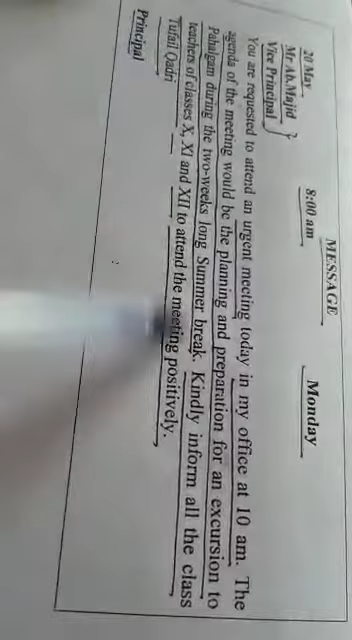 MESSAGE
20 May 8:00 am Monday
Mr Ab.Majid
Vice Principal
You are requested to attend an urgent meeting today in my office at 10 am. The
agenda of the meeting would be the planning and preparation for an excursion to
Pahalgam during the two-weeks long Summer break. Kindly inform all the class
teachers of classes X, XI and XII to attend the meeting positively.
Tufail Qadri
Principal